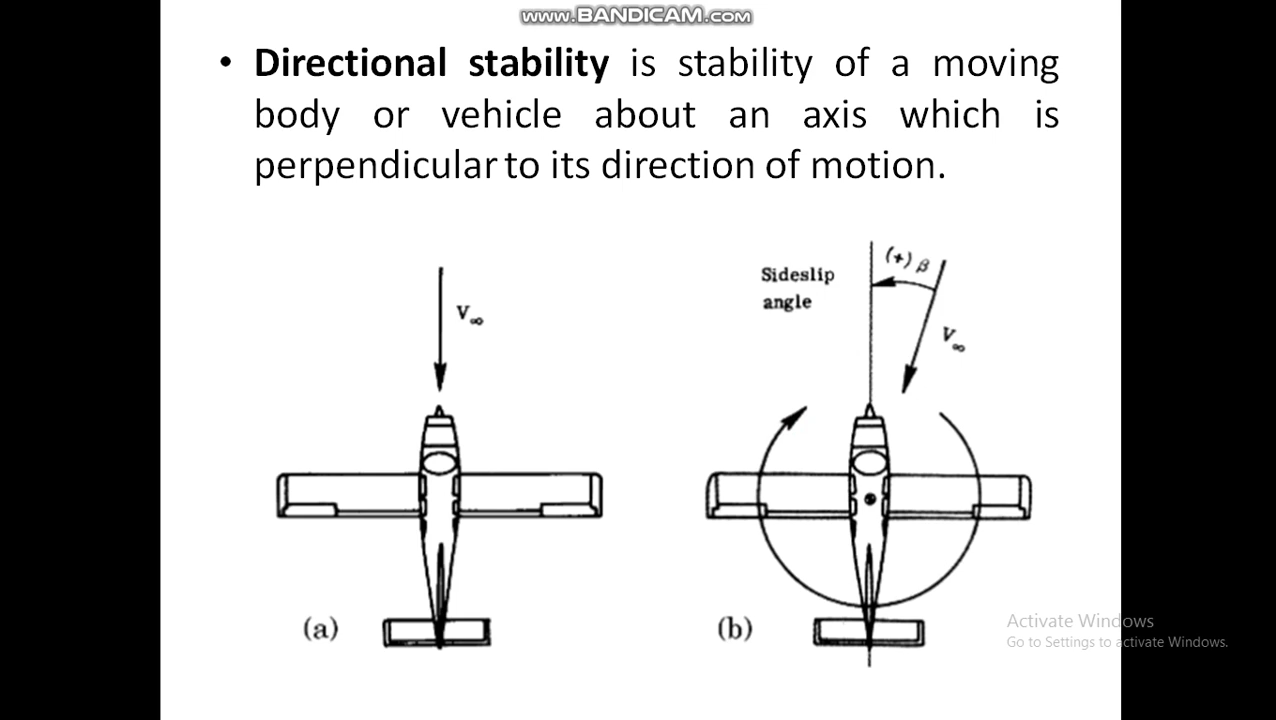 www.BANDICAM.com
• Directional stability is stability of a moving
body or vehicle about an axis which is
perpendicular to its direction of motion.
(+) β
Sideslip
angle
V∞
V∞
(a)
(b)
Activate Windows
Go to Settings to activate Windows.